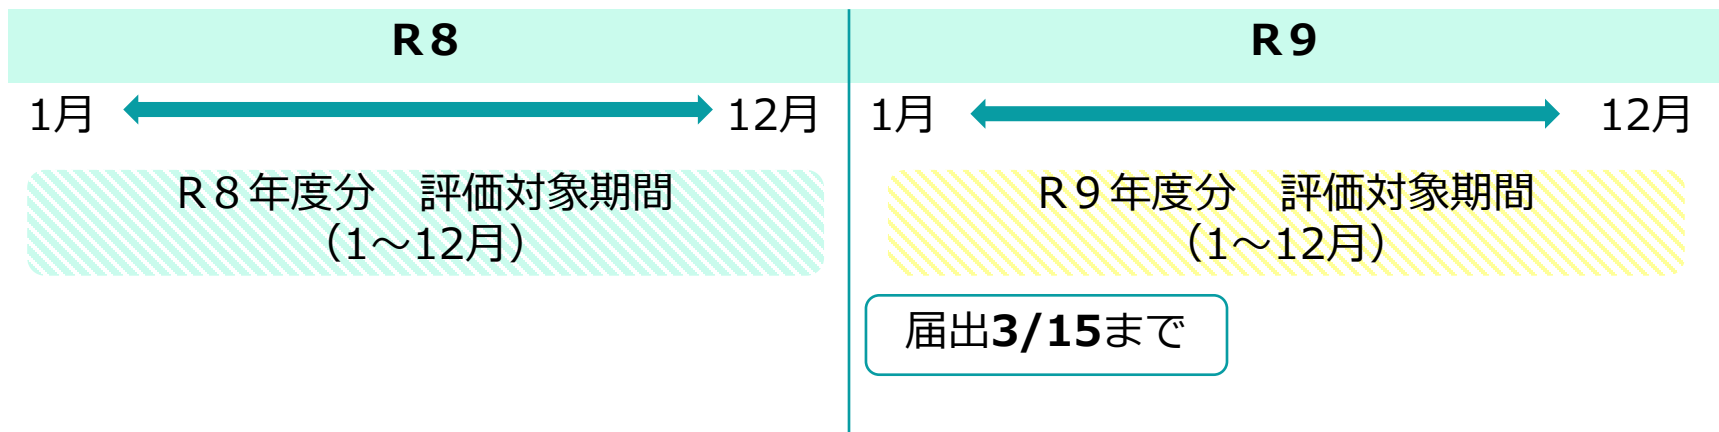 R８
R９
1月
12月
1月
12月
R８年度分　評価対象期間
（1～12月）
R９年度分　評価対象期間
（1～12月）
届出3/15まで